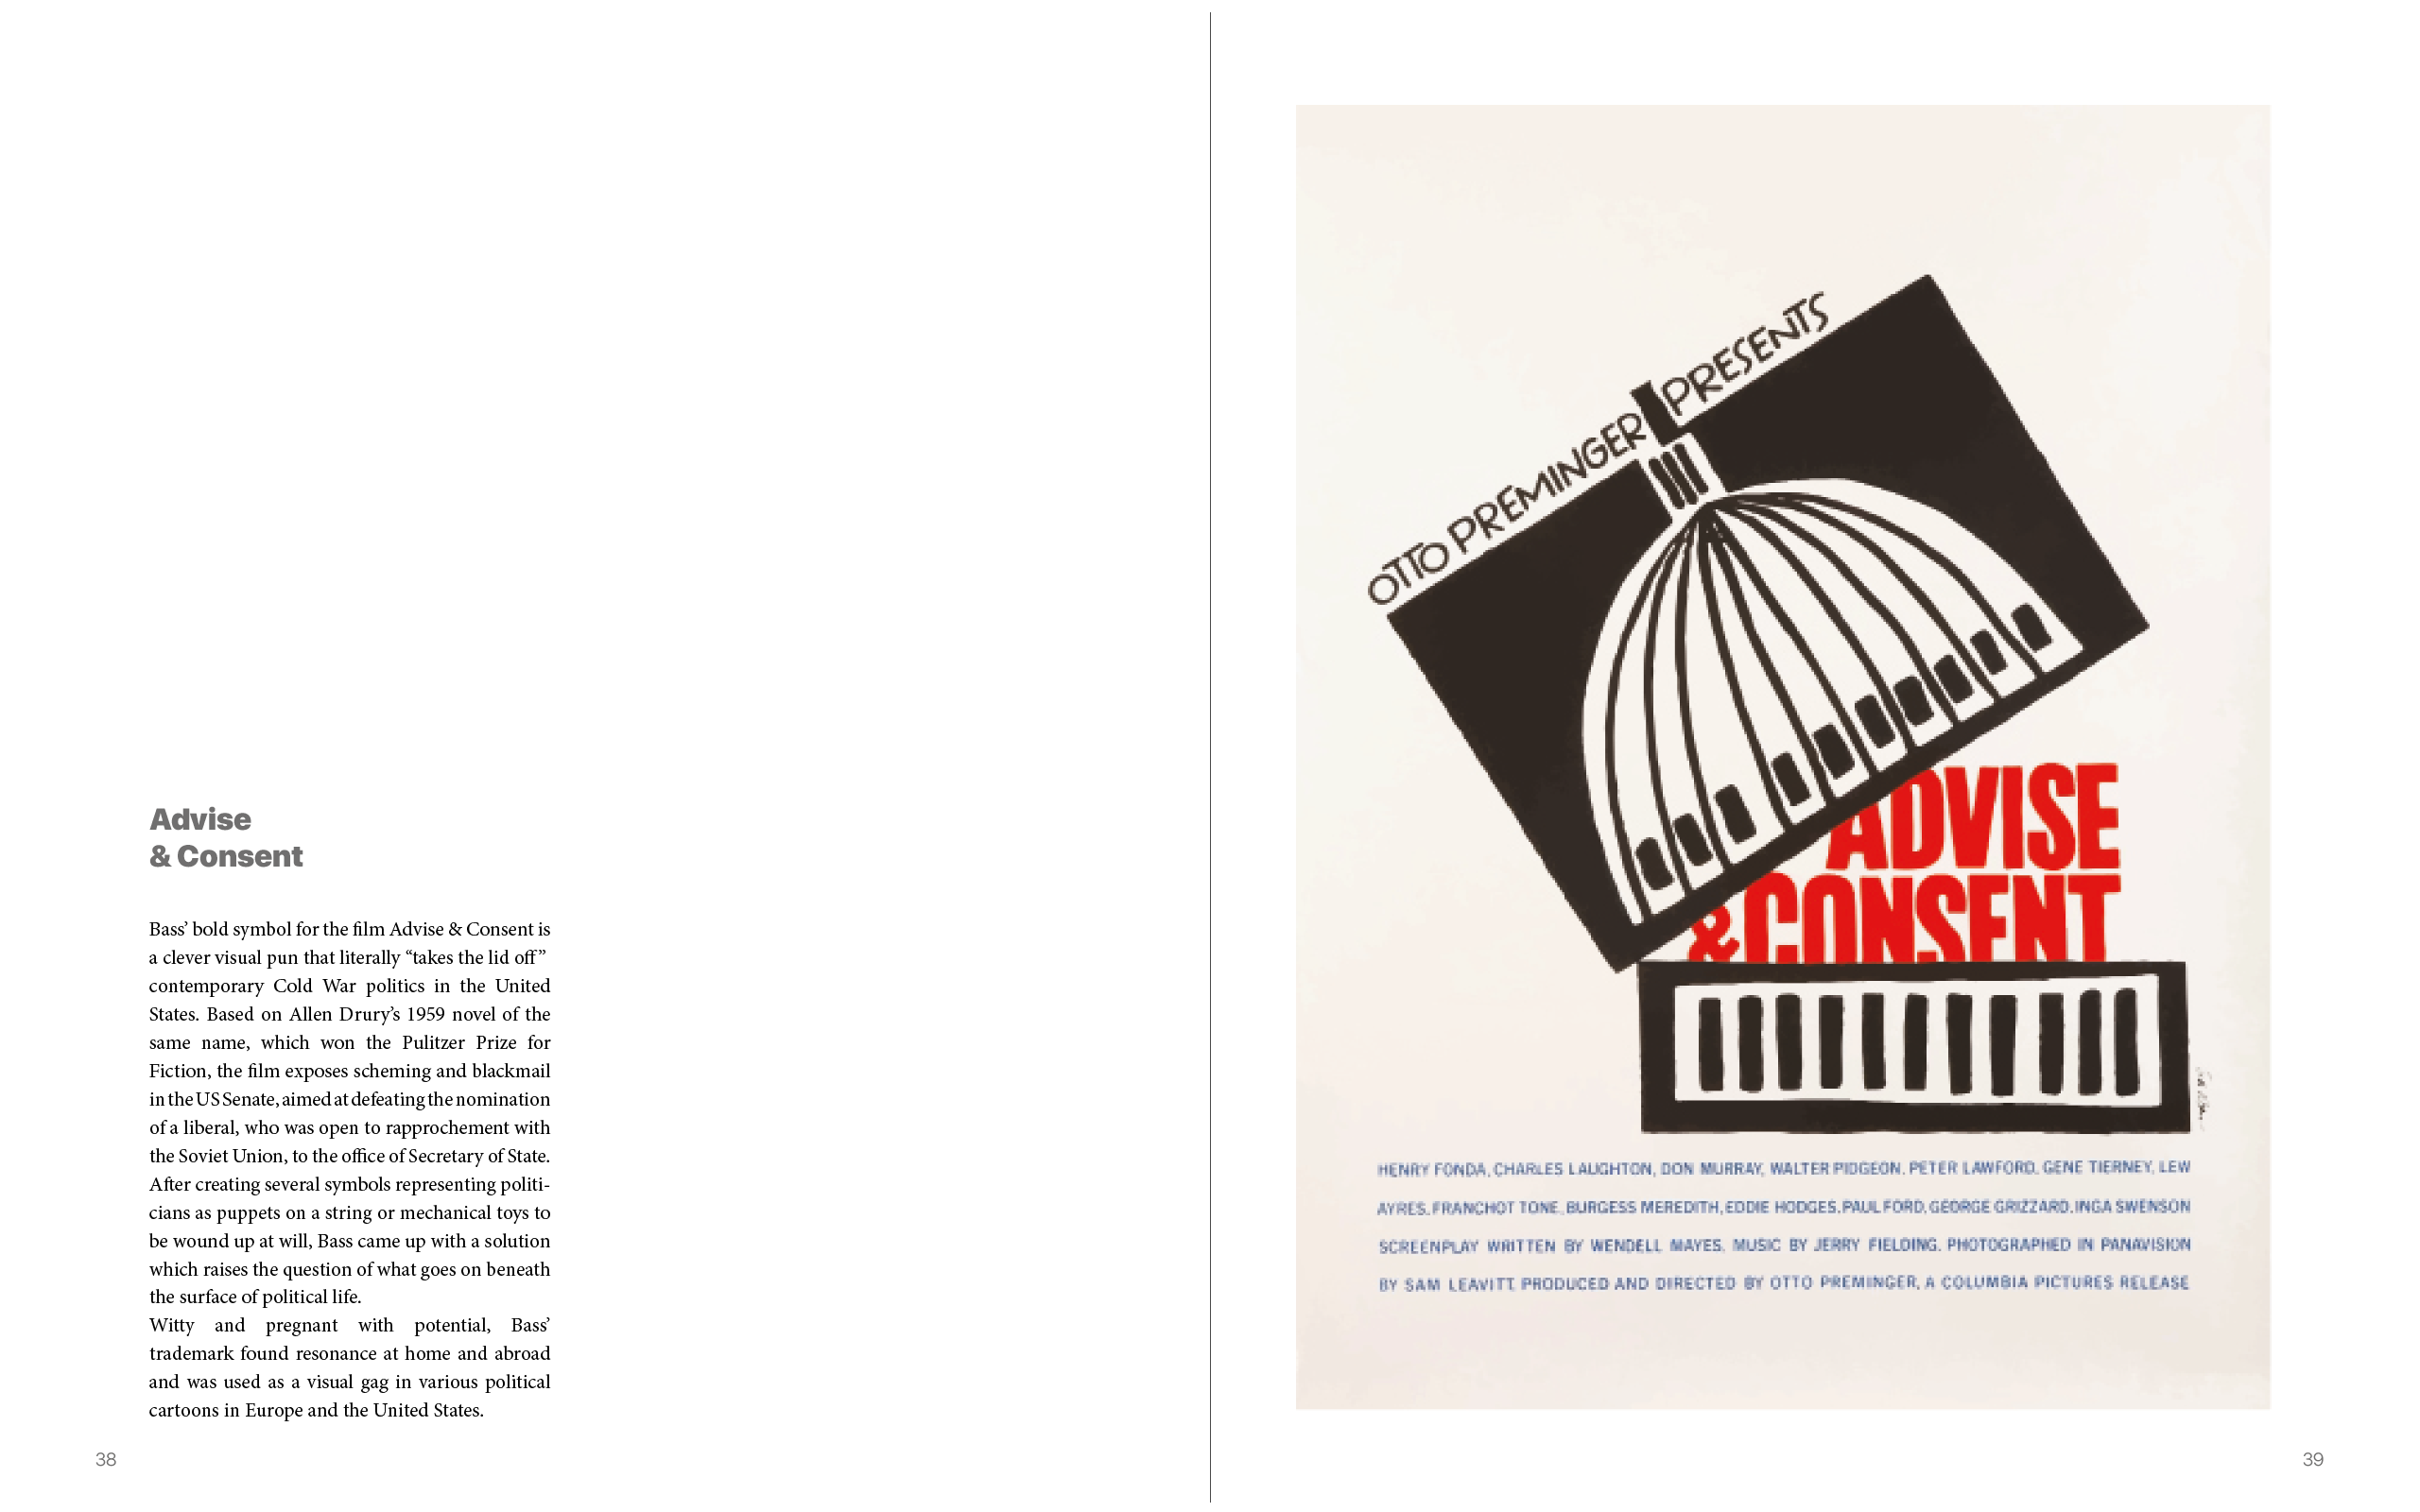 Advise
& Consent
Bass’ bold symbol for the film Advise & Consent is
a clever visual pun that literally “takes the lid off”
contemporary Cold War politics in the United
States. Based on Allen Drury’s 1959 novel of the
same name, which won the Pulitzer Prize for
Fiction, the film exposes scheming and blackmail
in the US Senate, aimed at defeating the nomination
of a liberal, who was open to rapprochement with
the Soviet Union, to the office of Secretary of State.
After creating several symbols representing politi-
cians as puppets on a string or mechanical toys to
be wound up at will, Bass came up with a solution
which raises the question of what goes on beneath
the surface of political life.
Witty and pregnant with potential, Bass’
trademark found resonance at home and abroad
and was used as a visual gag in various political
cartoons in Europe and the United States.
38
OTTO PREMINGER PRESENTS
ADVISE
& CONSENT
HENRY FONDA, CHARLES LAUGHTON, DON MURRAY, WALTER PIDGEON, PETER LAWFORD, GENE TIERNEY, LEW
AYRES, FRANCHOT TONE, BURGESS MEREDITH, EDDIE HODGES, PAUL FORD, GEORGE GRIZZARD, INGA SWENSON
SCREENPLAY WRITTEN BY WENDELL MAYES, MUSIC BY JERRY FIELDING, PHOTOGRAPHED IN PANAVISION
BY SAM LEAVITT, PRODUCED AND DIRECTED BY OTTO PREMINGER, A COLUMBIA PICTURES RELEASE
39